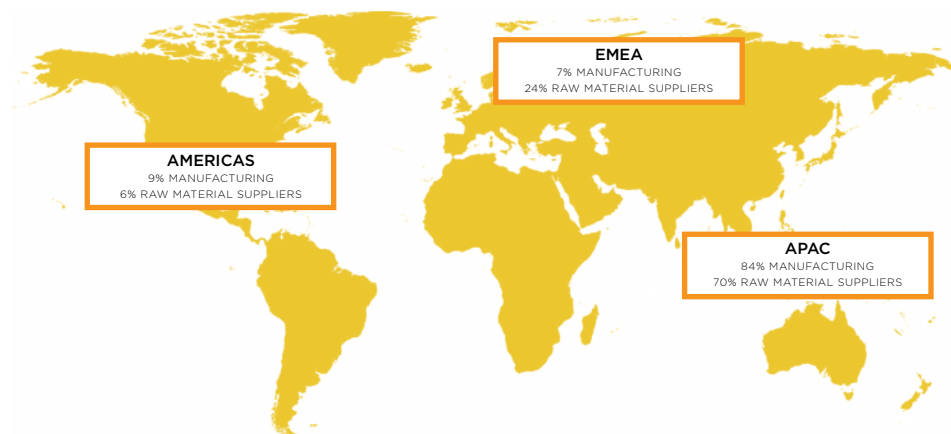 EMEA
7% MANUFACTURING
24% RAW MATERIAL SUPPLIERS
AMERICAS
9% MANUFACTURING
6% RAW MATERIAL SUPPLIERS
APAC
84% MANUFACTURING
70% RAW MATERIAL SUPPLIERS